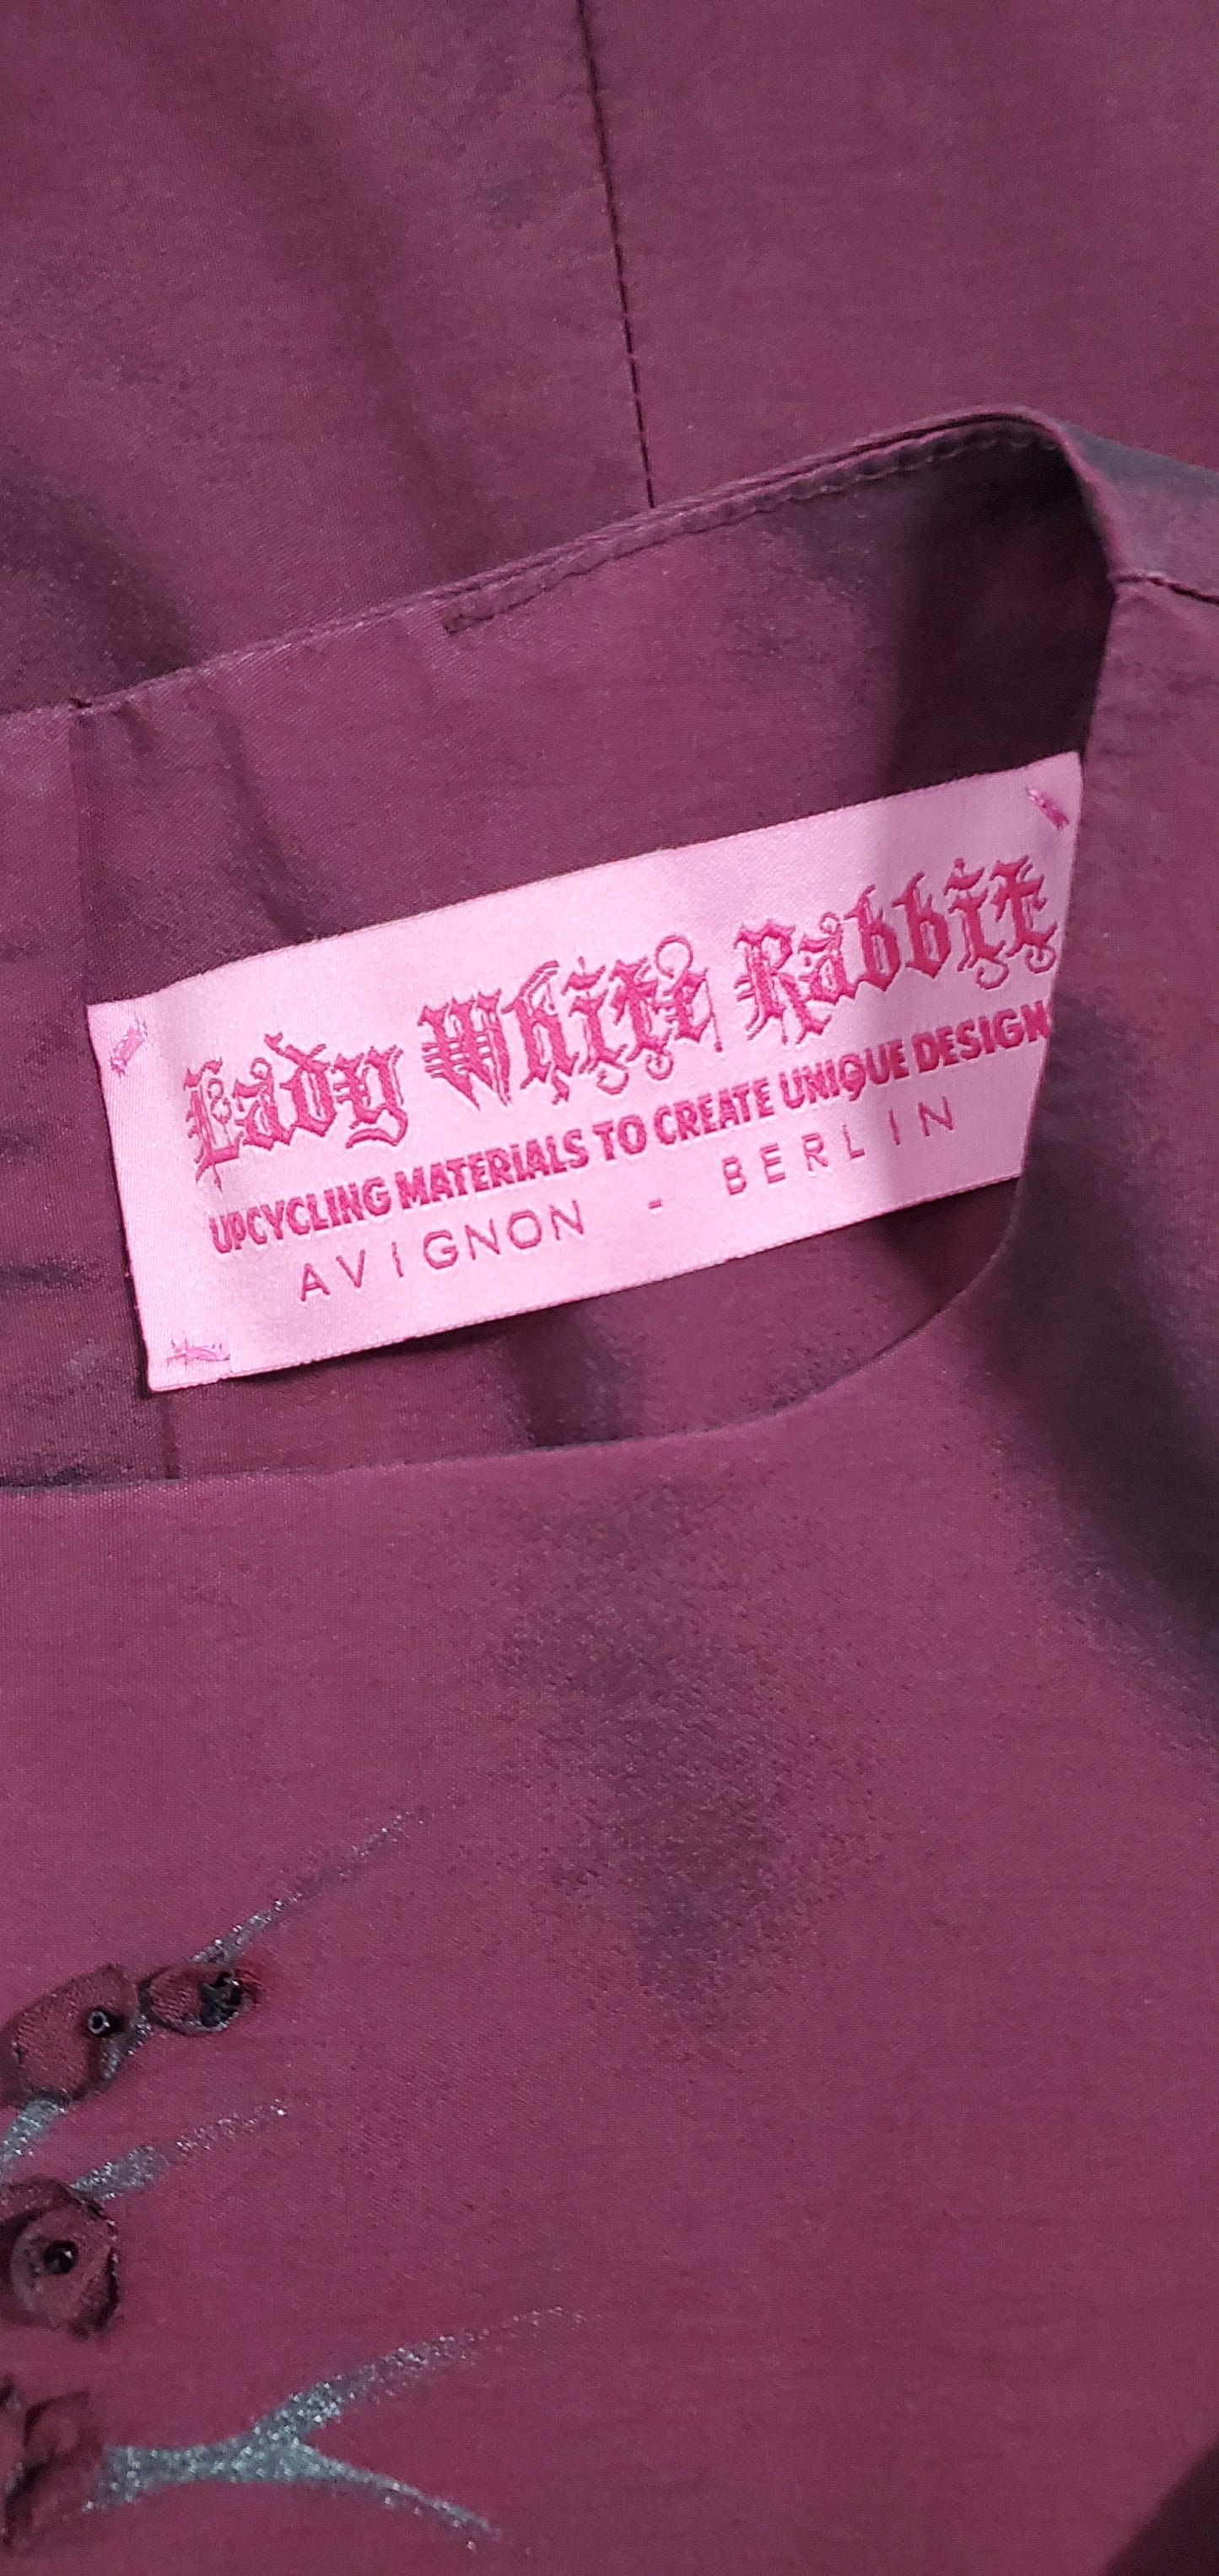 Lady White Rabbit
UPCYCLING MATERIALS TO CREATE UNIQUE DESIGN
AVIGNON - BERLIN